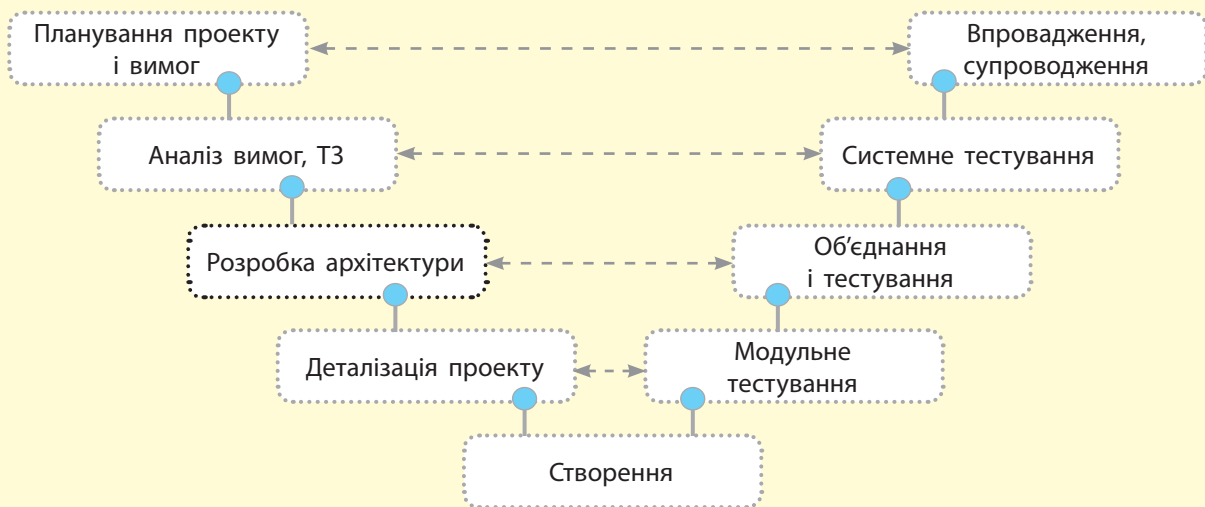 Планування проекту
і вимог
Впровадження,
супроводження
Аналіз вимог, ТЗ
Системне тестування
Розробка архітектури
Об’єднання
і тестування
Деталізація проекту
Модульне
тестування
Створення